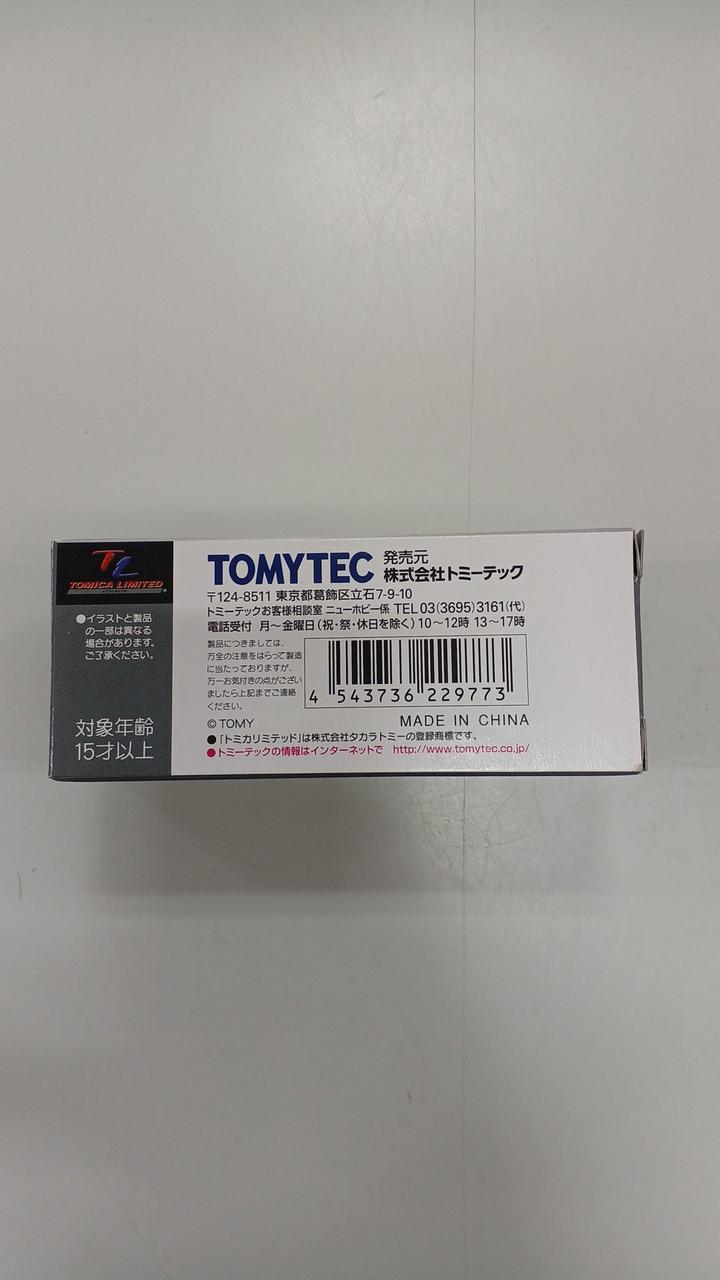 TL
TOMICA LIMITED
●イラストと製品
の一部は異なる
場合があります。
ご了承ください。
対象年齢
15才以上
TOMYTEC
発売元
株式会社トミーテック
〒124-8511 東京都葛飾区立石7-9-10
トミーテックお客様相談室 ニューホビー係 TEL 03(3695)3161(代)
電話受付 月～金曜日(祝・祭・休日を除く)10～12時 13～17時
製品につきましては、
万全の注意をはらって製造
に当たっておりますが、
万一お気付きの点がござい
ましたら上記までご連絡
ください。
4 543736 229773
© TOMY
MADE IN CHINA
●「トミカリミテッド」は株式会社タカラトミーの登録商標です。
●トミーテックの情報はインターネットで http://www.tomytec.co.jp/